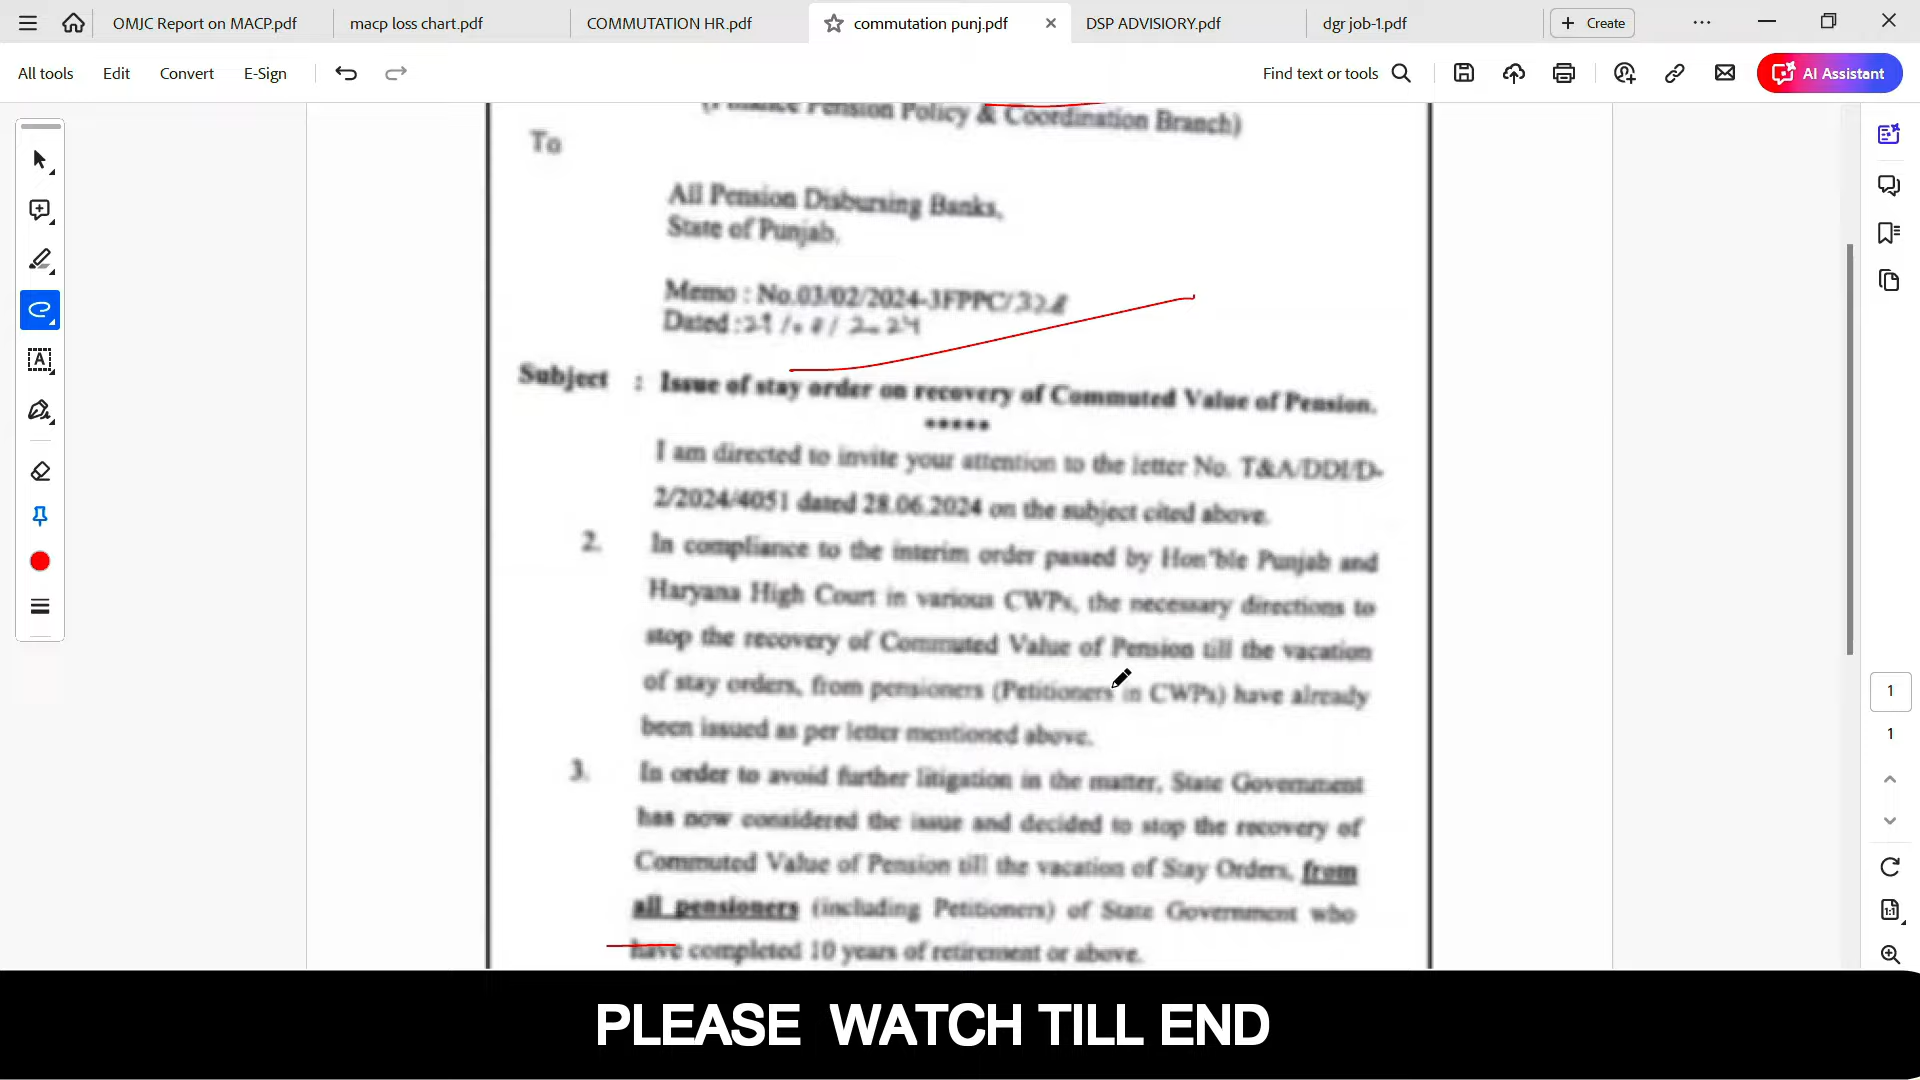 OMJC Report on MACP.pdf
macp loss chart.pdf
COMMUTATION HR.pdf
commutation punj.pdf
DSP ADVISIORY.pdf
dgr job-1.pdf
Create
All tools
Edit
Convert
E-Sign
Find text or tools
AI Assistant
(Finance Pension Policy & Coordination Branch)
To
All Pension Disbursing Banks,
State of Punjab.
Memo : No.03/02/2024-3FPPC/328
Dated :
Subject : Issue of stay order on recovery of Commuted Value of Pension.
*****
I am directed to invite your attention to the letter No. T&A/DDI/D-
2/2024/4051 dated 28.06.2024 on the subject cited above.
2. In compliance to the interim order passed by Hon'ble Punjab and
Haryana High Court in various CWPs, the necessary directions to
stop the recovery of Commuted Value of Pension till the vacation
of stay orders, from pensioners (Petitioners in CWPs) have already
been issued as per letter mentioned above.
3. In order to avoid further litigation in the matter, State Government
has now considered the issue and decided to stop the recovery of
Commuted Value of Pension till the vacation of Stay Orders, from
all pensioners (including Petitioners) of State Government who
have completed 10 years of retirement or above.
1
1
PLEASE WATCH TILL END